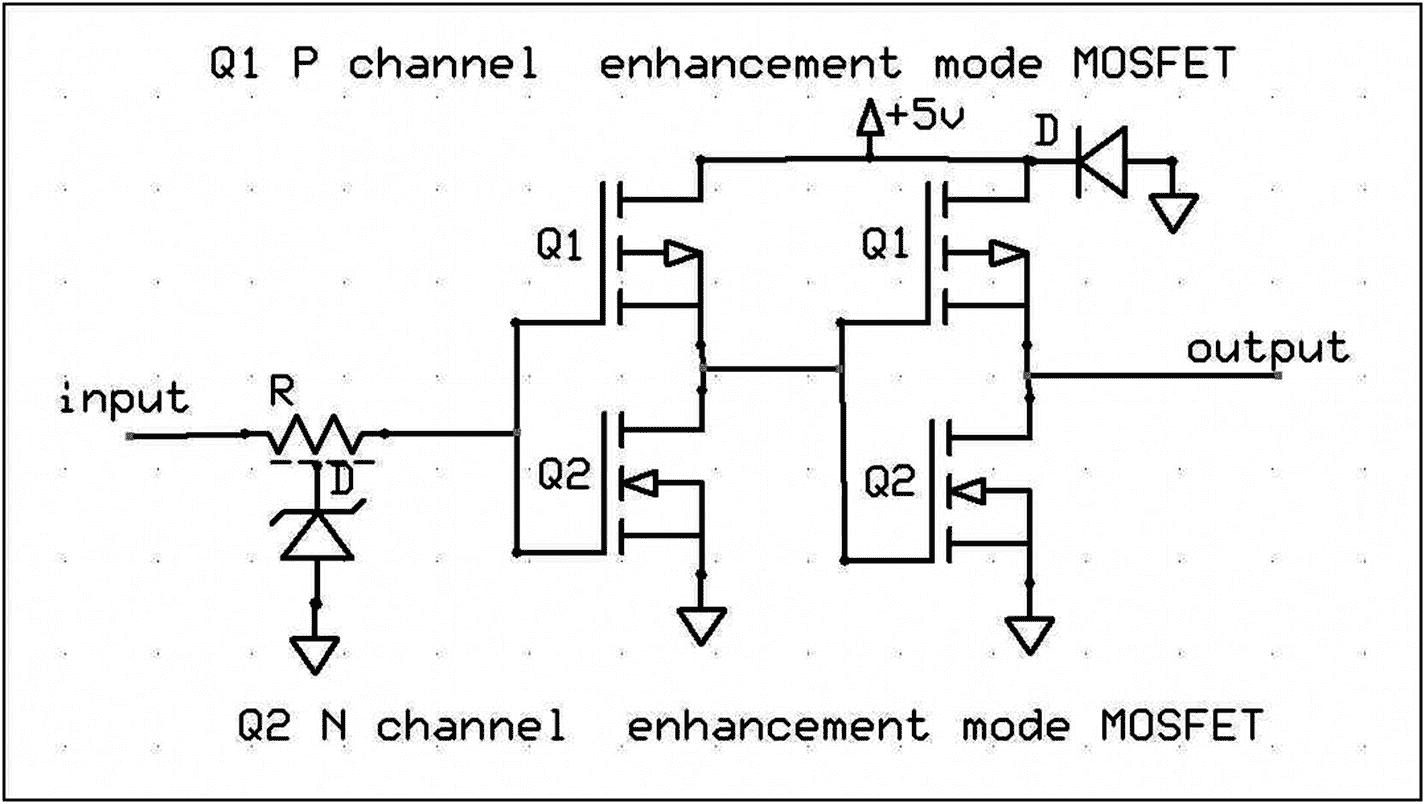 Q1 P channel enhancement mode MOSFET
+5v
D
Q1
Q1
output
input
R
D
Q2
Q2
Q2 N channel enhancement mode MOSFET